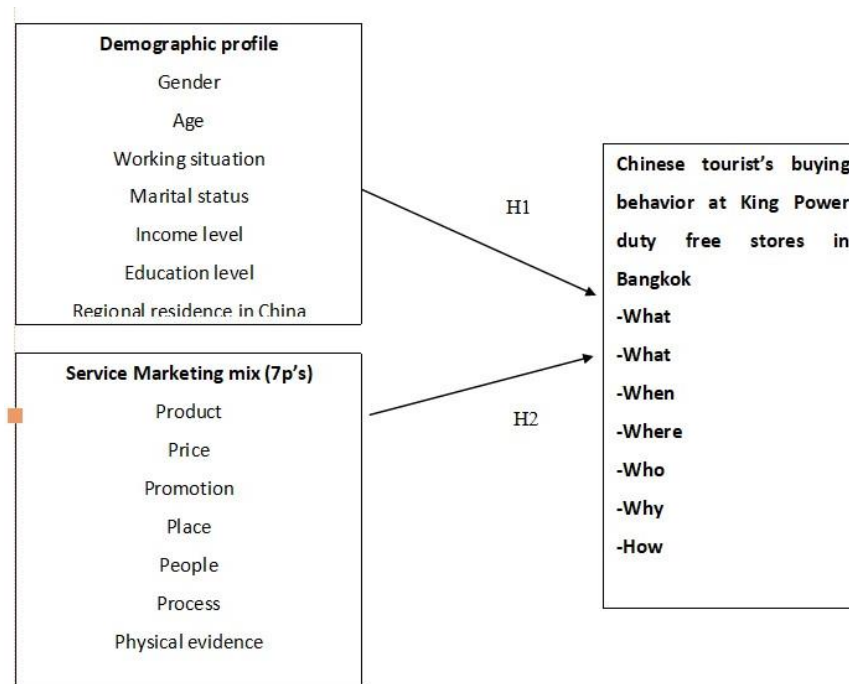 Demographic profile
Gender
Age
Working situation
Marital status
Income level
Education level
Regional residence in China
H1
Service Marketing mix (7p's)
Product
Price
Promotion
Place
People
Process
Physical evidence
H2
Chinese tourist's buying
behavior at King Power
duty free stores in
Bangkok
-What
-What
-When
-Where
-Who
-Why
-How